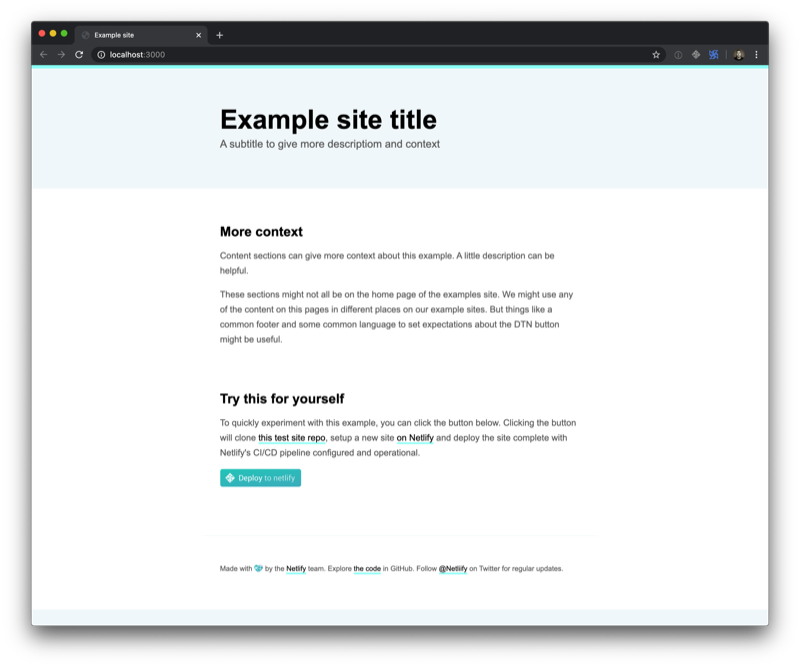 Example site
localhost:3000
Example site title
A subtitle to give more descriptiom and context
More context
Content sections can give more context about this example. A little description can be
helpful.
These sections might not all be on the home page of the examples site. We might use any
of the content on this pages in different places on our example sites. But things like a
common footer and some common language to set expectations about the DTN button
might be useful.
Try this for yourself
To quickly experiment with this example, you can click the button below. Clicking the button
will clone this test site repo, setup a new site on Netlify and deploy the site complete with
Netlify's CI/CD pipeline configured and operational.
Deploy to netlify
Made with by the Netlify team. Explore the code in GitHub. Follow @Netlify on Twitter for regular updates.